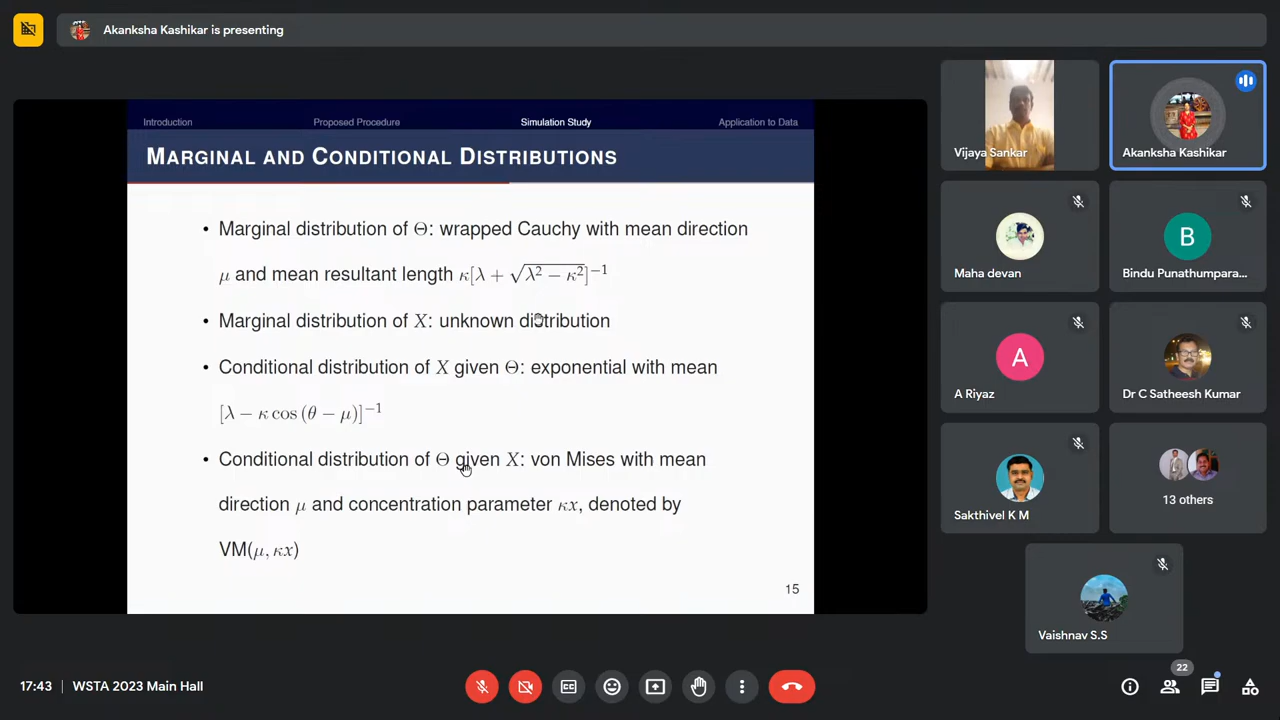 Akanksha Kashikar is presenting
Introduction Proposed Procedure Simulation Study Application to Data
MARGINAL AND CONDITIONAL DISTRIBUTIONS
• Marginal distribution of Θ: wrapped Cauchy with mean direction
μ and mean resultant length κ[λ + √(λ² − κ²)]⁻¹
• Marginal distribution of X: unknown distribution
• Conditional distribution of X given Θ: exponential with mean
[λ − κ cos (θ − μ)]⁻¹
• Conditional distribution of Θ given X: von Mises with mean
direction μ and concentration parameter κx, denoted by
VM(μ, κx)
15
Vijaya Sankar
Akanksha Kashikar
Maha devan
B
Bindu Punathumpara...
A
A Riyaz
Dr C Satheesh Kumar
Sakthivel K M
13 others
Vaishnav S.S
17:43 | WSTA 2023 Main Hall
22